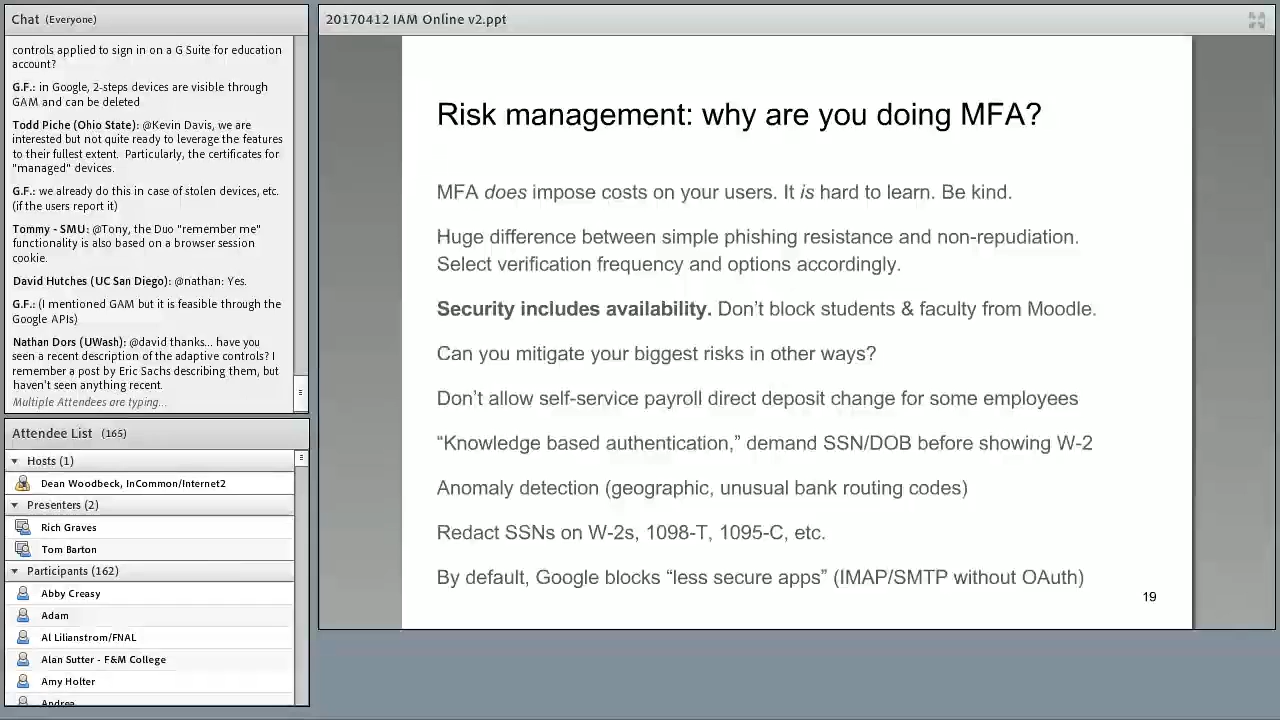 Chat (Everyone)
controls applied to sign in on a G Suite for education
account?
G.F.: in Google, 2-steps devices are visible through
GAM and can be deleted
Todd Piche (Ohio State): @Kevin Davis, we are
interested but not quite ready to leverage the features
to their fullest extent.  Particularly, the certificates for
"managed" devices.
G.F.: we already do this in case of stolen devices, etc.
(if the users report it)
Tommy - SMU: @Tony, the Duo "remember me"
functionality is also based on a browser session
cookie.
David Hutches (UC San Diego): @nathan: Yes.
G.F.: (I mentioned GAM but it is feasible through the
Google APIs)
Nathan Dors (UWash): @david thanks... have you
seen a recent description of the adaptive controls? I
remember a post by Eric Sachs describing them, but
haven't seen anything recent.
Multiple Attendees are typing...
Attendee List (165)
Hosts (1)
Dean Woodbeck, InCommon/Internet2
Presenters (2)
Rich Graves
Tom Barton
Participants (162)
Abby Creasy
Adam
Al Lilianstrom/FNAL
Alan Sutter - F&M College
Amy Holter
Andrea
20170412 IAM Online v2.ppt
Risk management: why are you doing MFA?
MFA does impose costs on your users. It is hard to learn. Be kind.
Huge difference between simple phishing resistance and non-repudiation.
Select verification frequency and options accordingly.
Security includes availability. Don’t block students & faculty from Moodle.
Can you mitigate your biggest risks in other ways?
Don’t allow self-service payroll direct deposit change for some employees
“Knowledge based authentication,” demand SSN/DOB before showing W-2
Anomaly detection (geographic, unusual bank routing codes)
Redact SSNs on W-2s, 1098-T, 1095-C, etc.
By default, Google blocks “less secure apps” (IMAP/SMTP without OAuth)
19